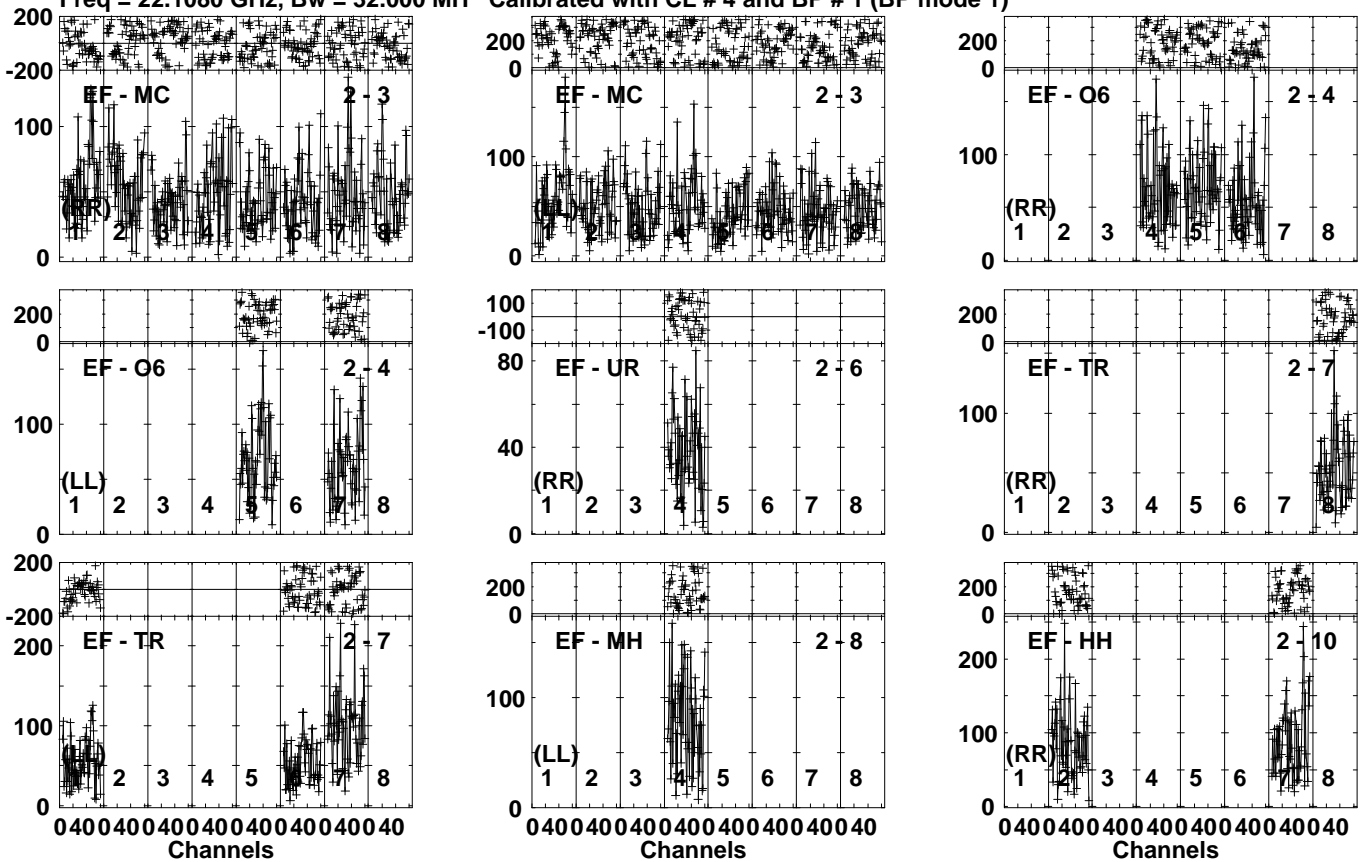 Freq = 22.1080 GHz, Bw = 32.000 MH Calibrated with CL # 4 and BP # 1 (BP mode 1)
200
-200
EF - MC 2 - 3
100
(RR)
1 2 3 4 5 6 7 8
0
200
0
EF - MC 2 - 3
100
(LL)
1 2 3 4 5 6 7 8
0
200
0
EF - O6 2 - 4
100
(RR)
1 2 3 4 5 6 7 8
0
200
0
EF - O6 2 - 4
100
(LL)
1 2 3 4 5 6 7 8
0
100
-100
80
EF - UR 2 - 6
40
(RR)
1 2 3 4 5 6 7 8
0
200
0
EF - TR 2 - 7
100
(RR)
1 2 3 4 5 6 7 8
0
200
-200
200
EF - TR 2 - 7
100
(LL)
1 2 3 4 5 6 7 8
0
0 40 0 40 0 40 0 40 0 40 0 40 0 40 0 40
Channels
200
0
EF - MH 2 - 8
100
(LL)
1 2 3 4 5 6 7 8
0
0 40 0 40 0 40 0 40 0 40 0 40 0 40 0 40
Channels
200
0
EF - HH 2 - 10
200
100
(RR)
1 2 3 4 5 6 7 8
0
0 40 0 40 0 40 0 40 0 40 0 40 0 40 0 40
Channels